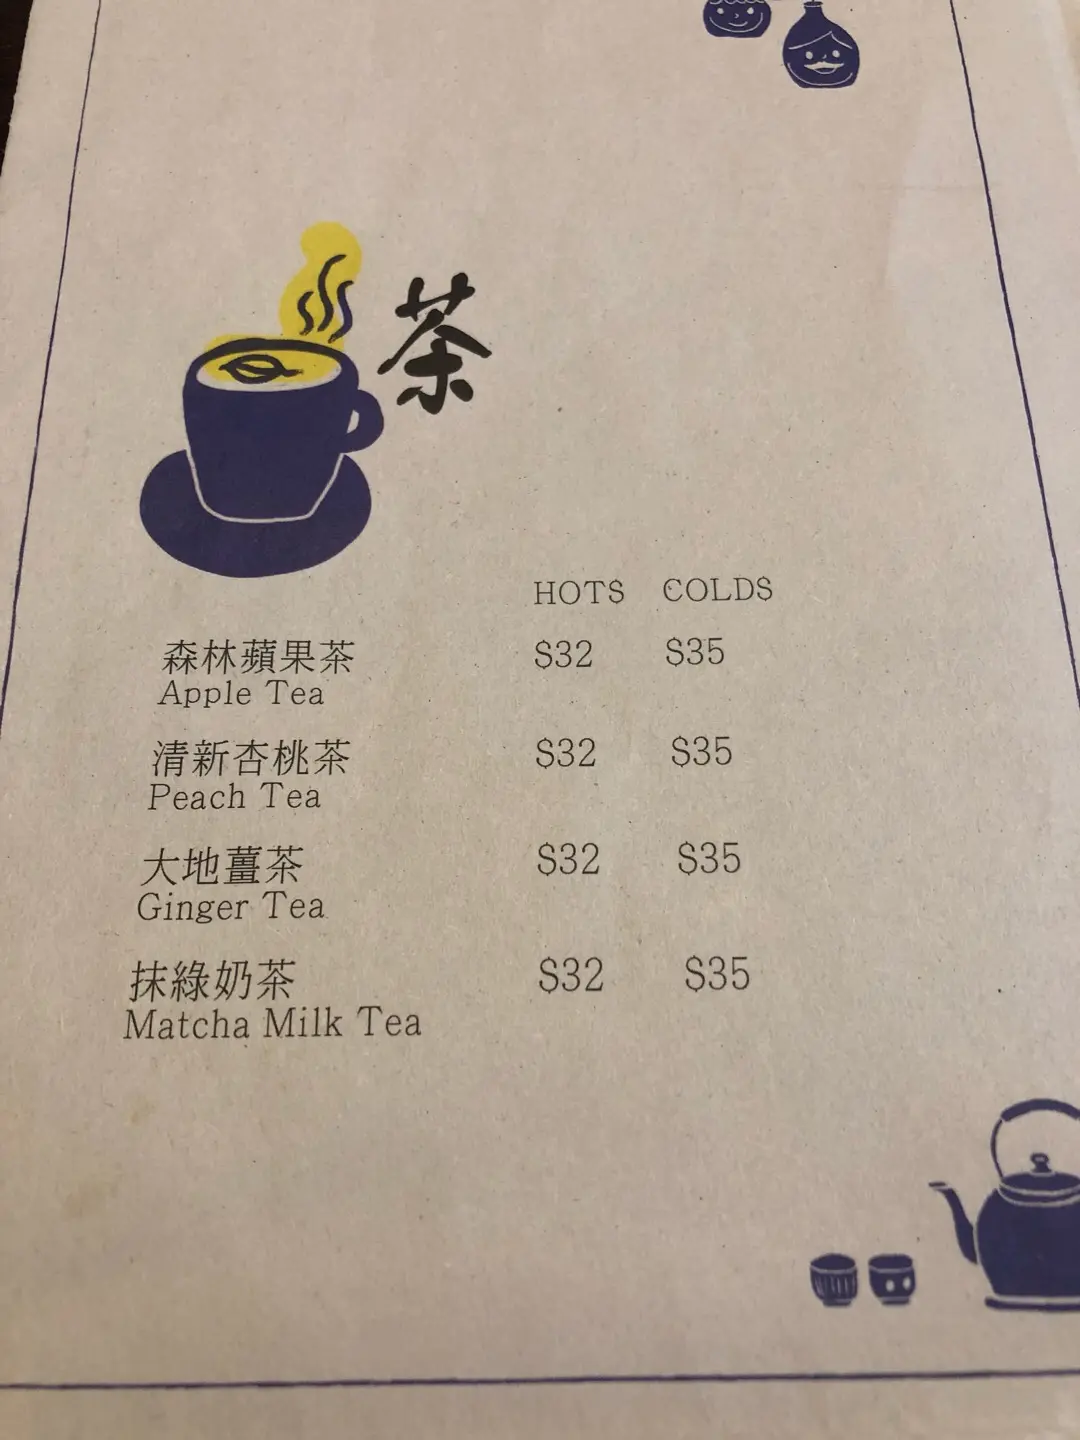 茶
HOTS COLDS
森林蘋果茶 $32 $35
Apple Tea
清新杏桃茶 $32 $35
Peach Tea
大地薑茶 $32 $35
Ginger Tea
抹綠奶茶 $32 $35
Matcha Milk Tea